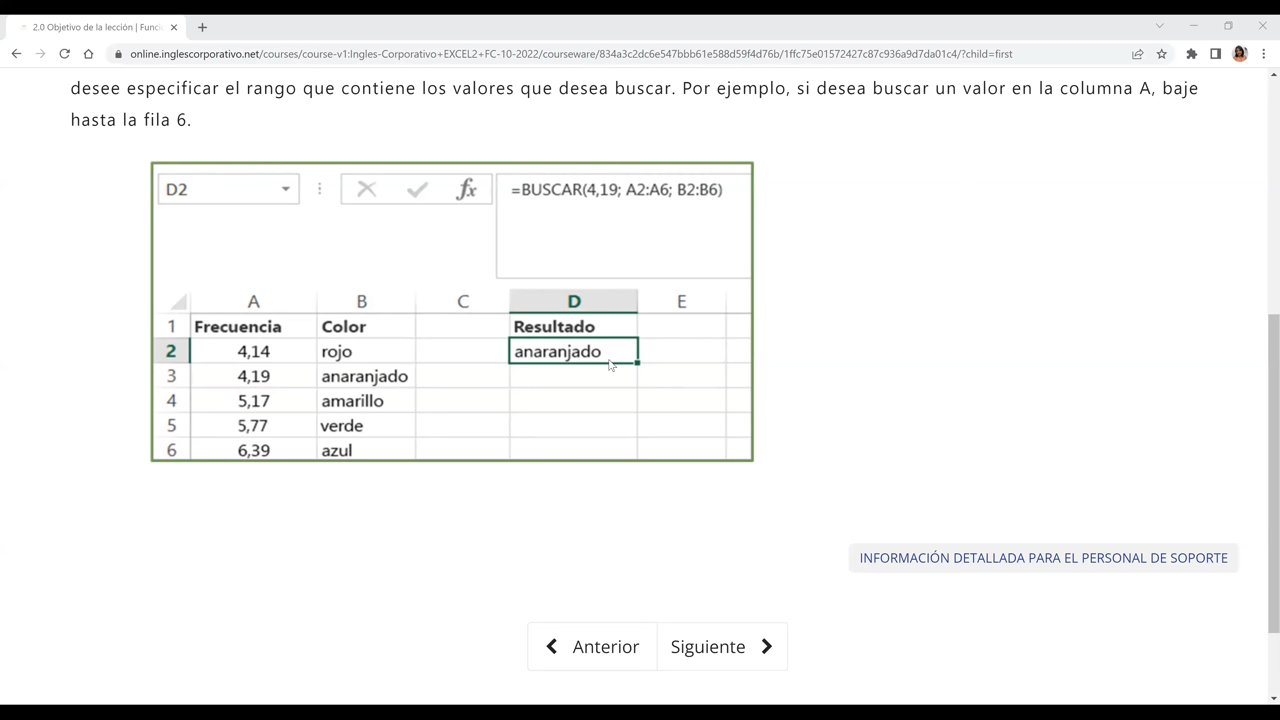 2.0 Objetivo de la lección | Funci
online.inglescorporativo.net/courses/course-v1:Ingles-Corporativo+EXCEL2+FC-10-2022/courseware/834a3c2dc6e547bbb61e588d59f4d76b/1ffc75e01572427c87c936a9d7da01c4/?child=first
desee especificar el rango que contiene los valores que desea buscar. Por ejemplo, si desea buscar un valor en la columna A, baje
hasta la fila 6.
D2 fx =BUSCAR(4,19; A2:A6; B2:B6)
A B C D E
1 Frecuencia Color Resultado
2 4,14 rojo anaranjado
3 4,19 anaranjado
4 5,17 amarillo
5 5,77 verde
6 6,39 azul
INFORMACIÓN DETALLADA PARA EL PERSONAL DE SOPORTE
Anterior Siguiente